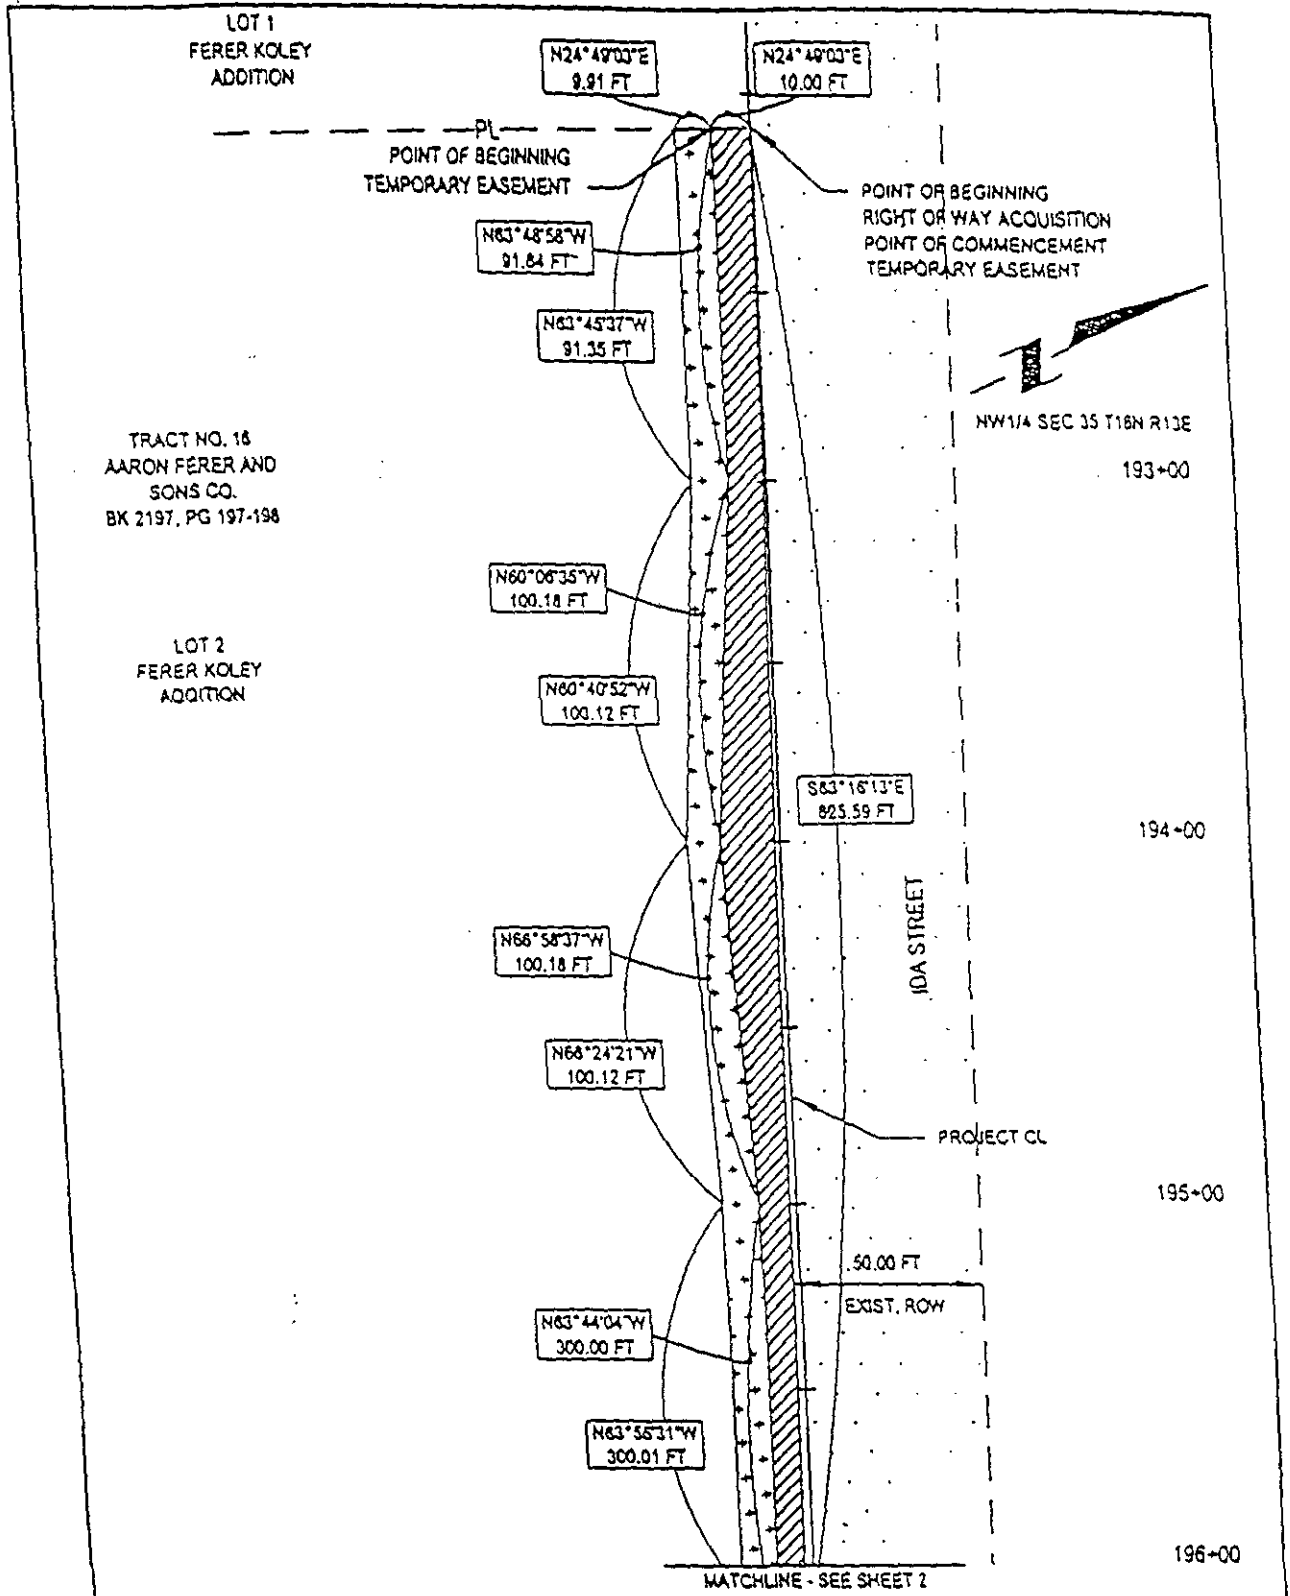 LOT 1
FERER KOLEY
ADDITION
N24°49'03"E
9.91 FT
N24°49'03"E
10.00 FT
PL
POINT OF BEGINNING
TEMPORARY EASEMENT
POINT OF BEGINNING
RIGHT OF WAY ACQUISITION
POINT OF COMMENCEMENT
TEMPORARY EASEMENT
N63°48'58"W
91.84 FT
N63°45'37"W
91.35 FT
NW1/4 SEC 35 T16N R13E
193+00
TRACT NO. 16
AARON FERER AND
SONS CO.
BK 2197, PG 197-198
N60°06'35"W
100.18 FT
LOT 2
FERER KOLEY
ADDITION
N60°40'52"W
100.12 FT
S63°16'13"E
825.59 FT
194+00
IDA STREET
N66°58'37"W
100.18 FT
N66°24'21"W
100.12 FT
PROJECT CL
195+00
50.00 FT
EXIST. ROW
N63°44'04"W
300.00 FT
N63°55'31"W
300.01 FT
196+00
MATCHLINE - SEE SHEET 2